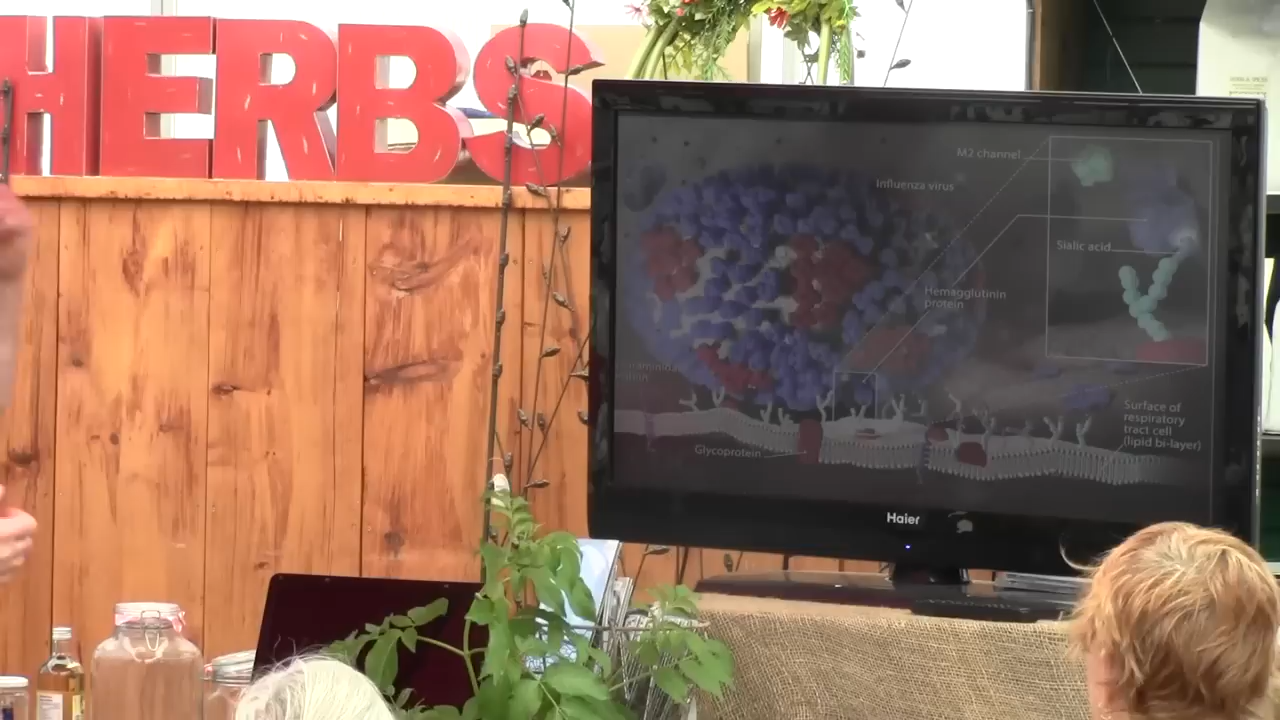 HERBS
M2 channel
Influenza virus
Sialic acid
Hemagglutinin
protein
Surface of
respiratory
tract cell
(lipid bi-layer)
Glycoprotein
Haier